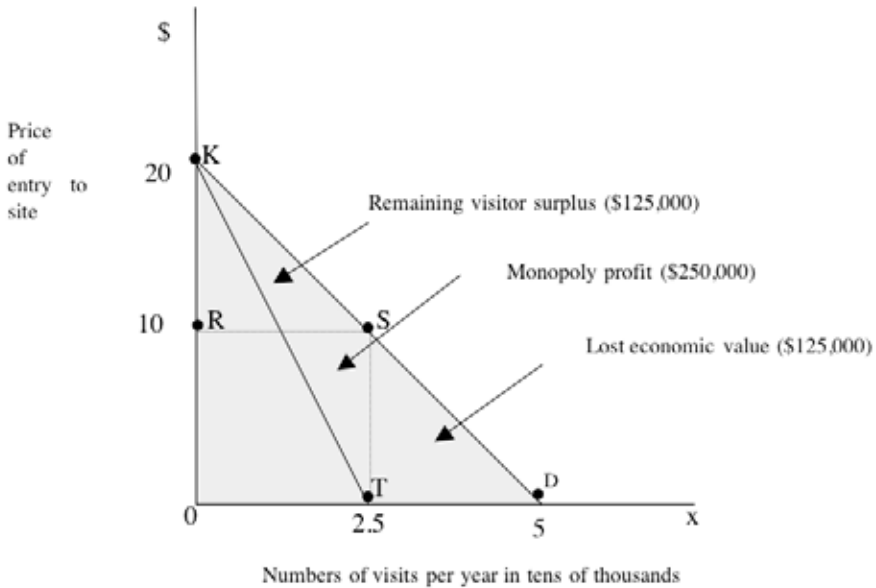 $
Price
of
entry to
site
K
20
Remaining visitor surplus ($125,000)
Monopoly profit ($250,000)
10
R
S
Lost economic value ($125,000)
T
D
0
2.5
5
x
Numbers of visits per year in tens of thousands